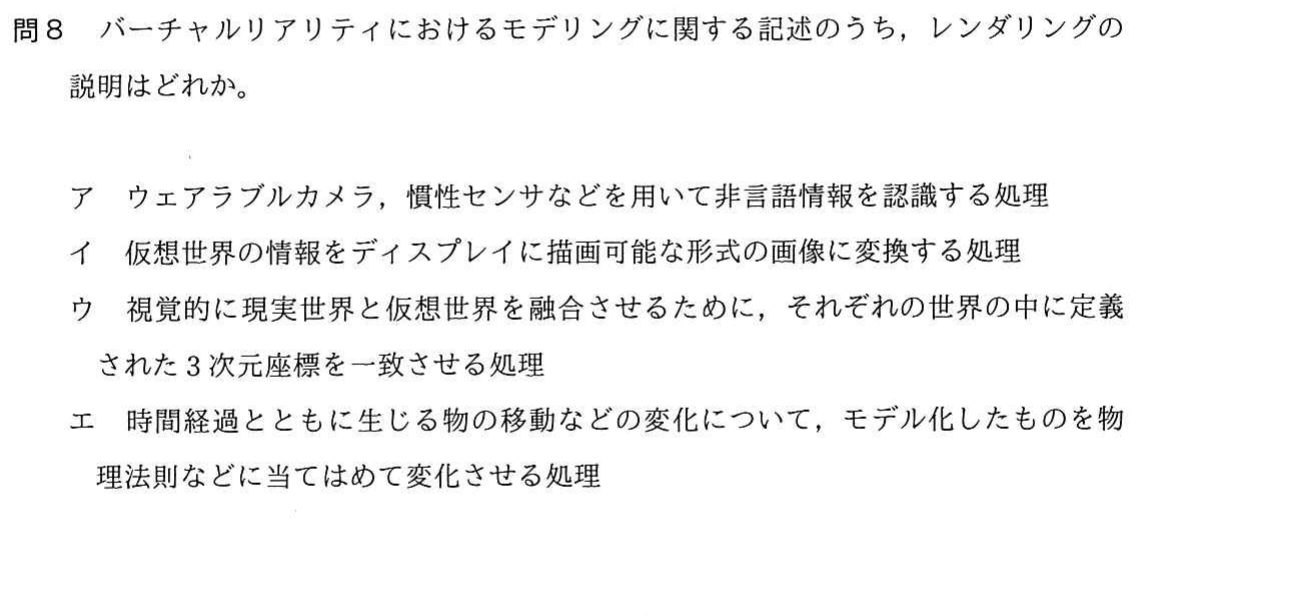 問8 バーチャルリアリティにおけるモデリングに関する記述のうち，レンダリングの
説明はどれか。
ア ウェアラブルカメラ，慣性センサなどを用いて非言語情報を認識する処理
イ 仮想世界の情報をディスプレイに描画可能な形式の画像に変換する処理
ウ 視覚的に現実世界と仮想世界を融合させるために，それぞれの世界の中に定義
された3次元座標を一致させる処理
エ 時間経過とともに生じる物の移動などの変化について，モデル化したものを物
理法則などに当てはめて変化させる処理